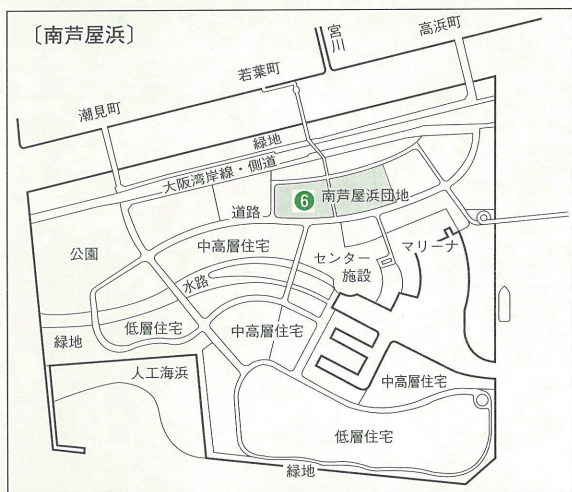 〔南芦屋浜〕
宮川
高浜町
若葉町
潮見町
緑地
大阪湾岸線・側道
6 南芦屋浜団地
道路
公園
中高層住宅
センター
施設
マリーナ
水路
低層住宅
中高層住宅
緑地
人工海浜
中高層住宅
低層住宅
緑地